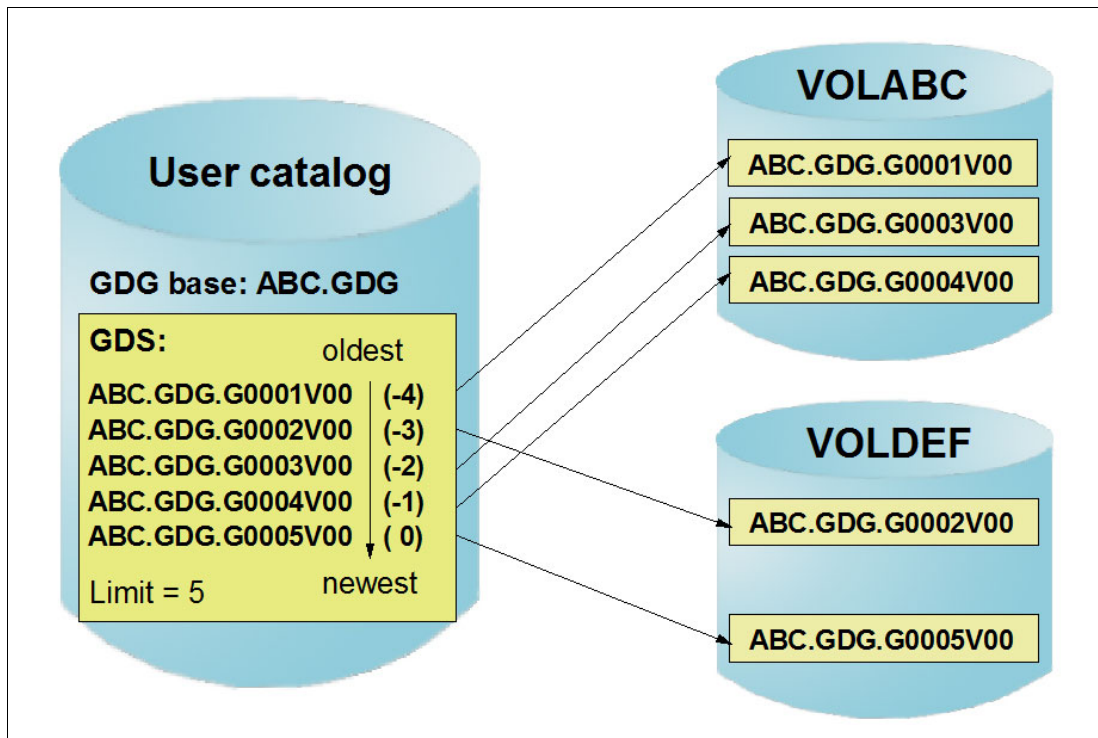 User catalog
GDG base: ABC.GDG
GDS:
oldest
ABC.GDG.G0001V00 (-4)
ABC.GDG.G0002V00 (-3)
ABC.GDG.G0003V00 (-2)
ABC.GDG.G0004V00 (-1)
ABC.GDG.G0005V00 ( 0)
newest
Limit = 5
VOLABC
ABC.GDG.G0001V00
ABC.GDG.G0003V00
ABC.GDG.G0004V00
VOLDEF
ABC.GDG.G0002V00
ABC.GDG.G0005V00